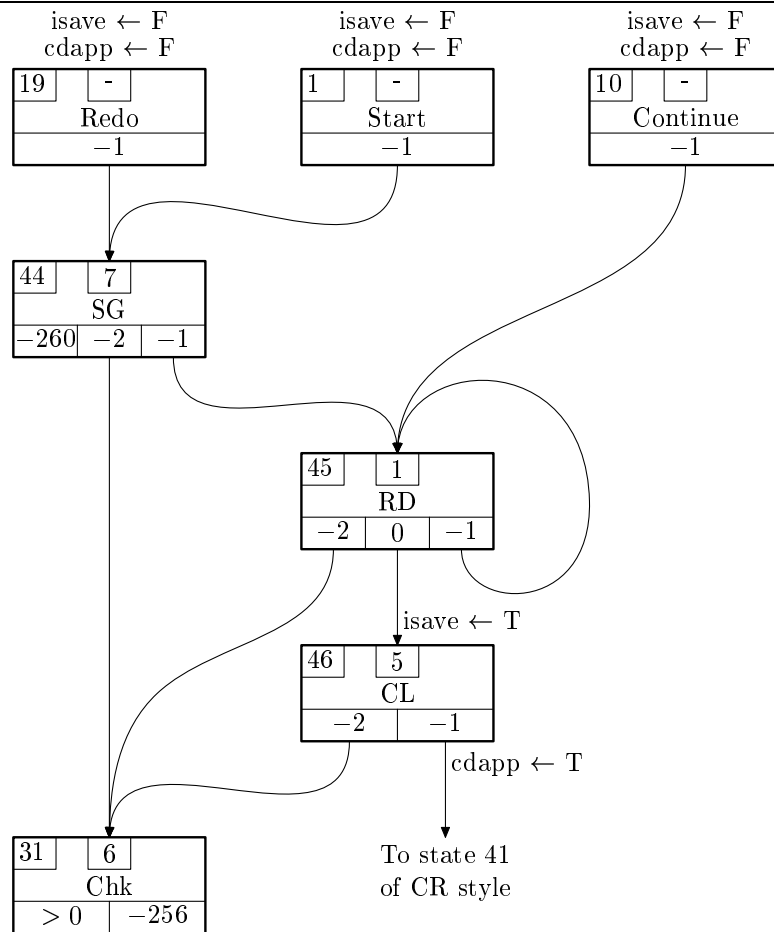 isave ← F isave ← F isave ← F
cdapp ← F cdapp ← F cdapp ← F
19 - 1 - 10 -
Redo Start Continue
−1 −1 −1
44 7
SG
−260 −2 −1
45 1
RD
−2 0 −1
isave ← T
46 5
CL
−2 −1
cdapp ← T
31 6
Chk
> 0 −256
To state 41
of CR style